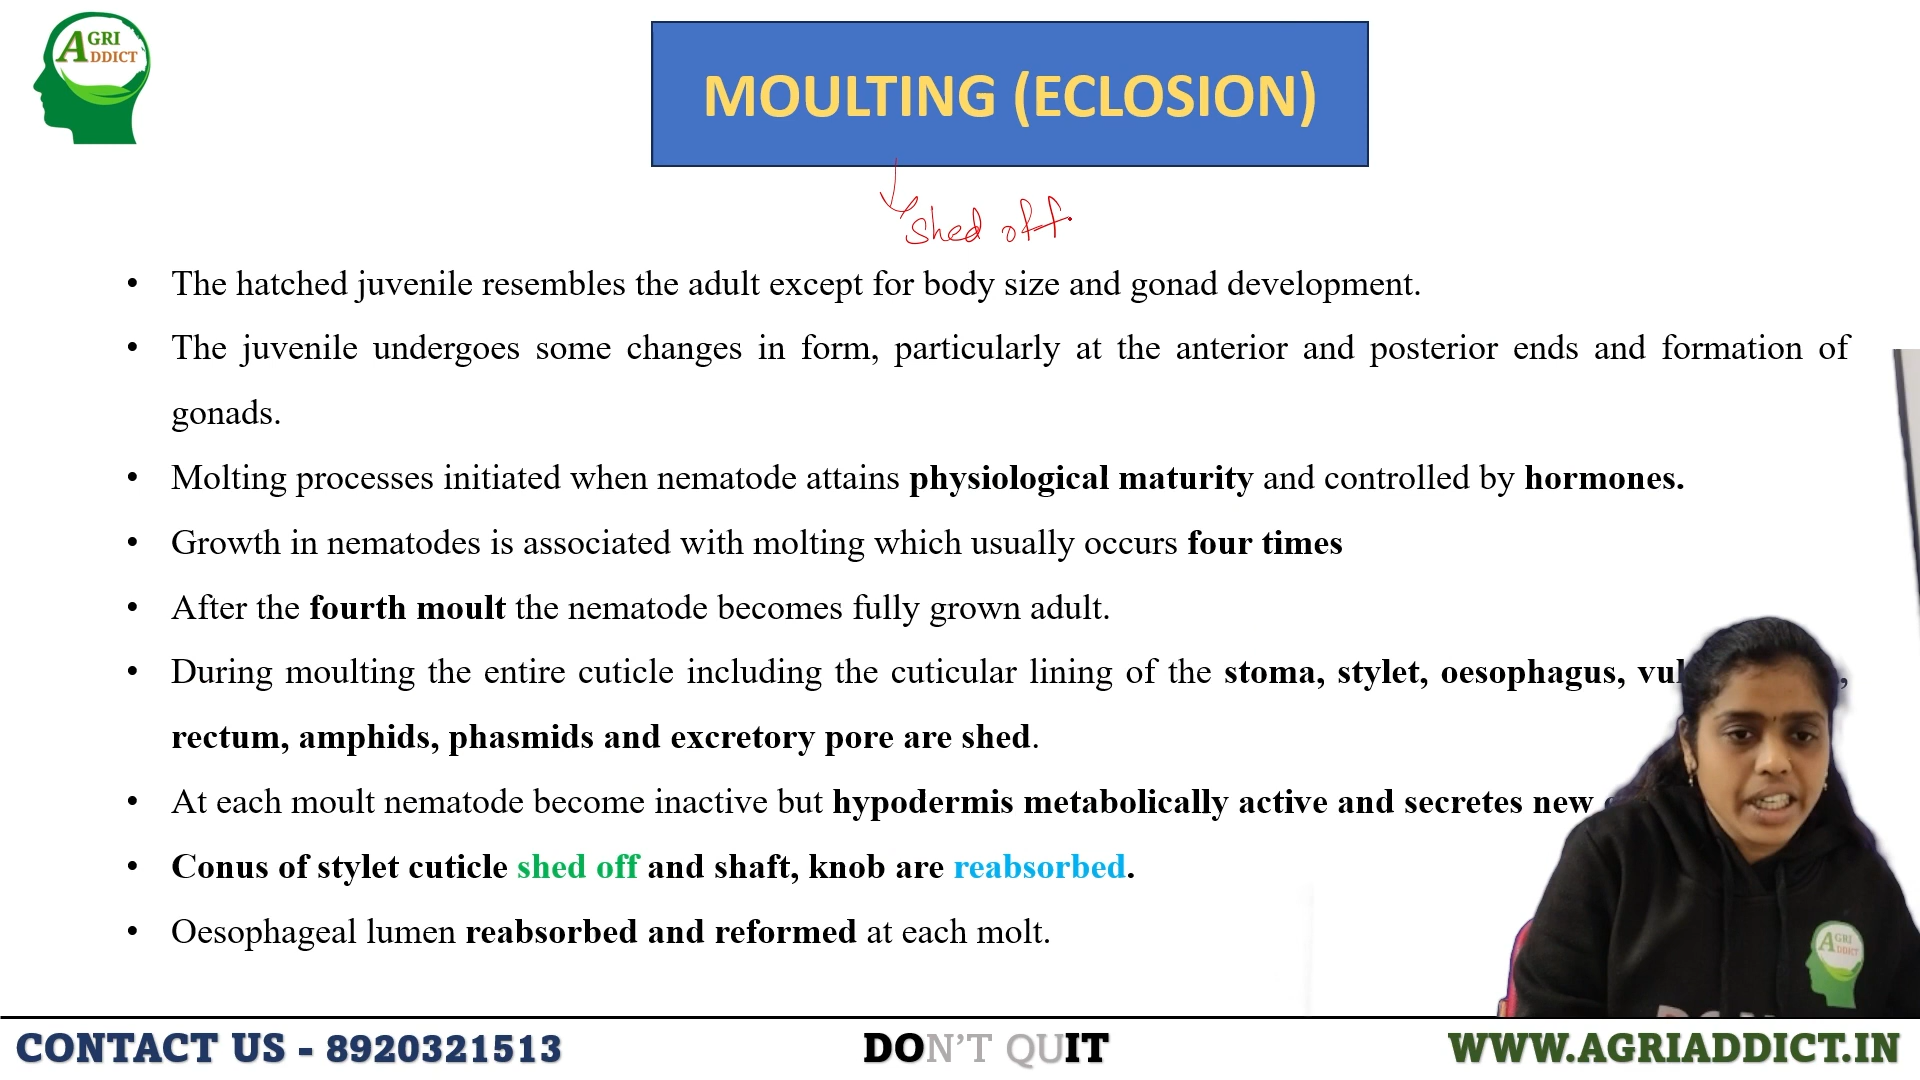 AGRI
ADDICT
MOULTING (ECLOSION)
shed off
• The hatched juvenile resembles the adult except for body size and gonad development.
• The juvenile undergoes some changes in form, particularly at the anterior and posterior ends and formation of
gonads.
• Molting processes initiated when nematode attains physiological maturity and controlled by hormones.
• Growth in nematodes is associated with molting which usually occurs four times
• After the fourth moult the nematode becomes fully grown adult.
• During moulting the entire cuticle including the cuticular lining of the stoma, stylet, oesophagus,
rectum, amphids, phasmids and excretory pore are shed.
• At each moult nematode become inactive but hypodermis metabolically active and secretes new
• Conus of stylet cuticle shed off and shaft, knob are reabsorbed.
• Oesophageal lumen reabsorbed and reformed at each molt.
AGRI
ADDICT
CONTACT US - 8920321513
DON'T QUIT
WWW.AGRIADDICT.IN